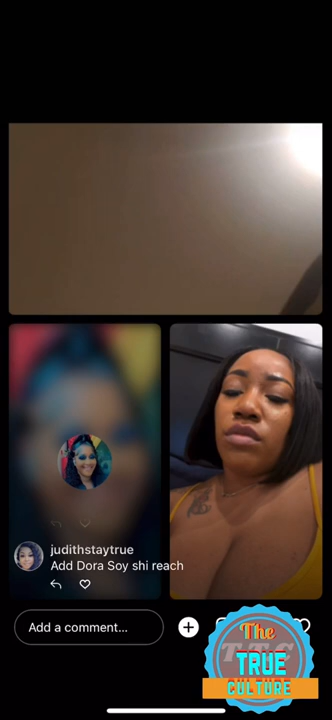 judithstaytrue
Add Dora Soy shi reach
Add a comment...
The
TRUE
CULTURE